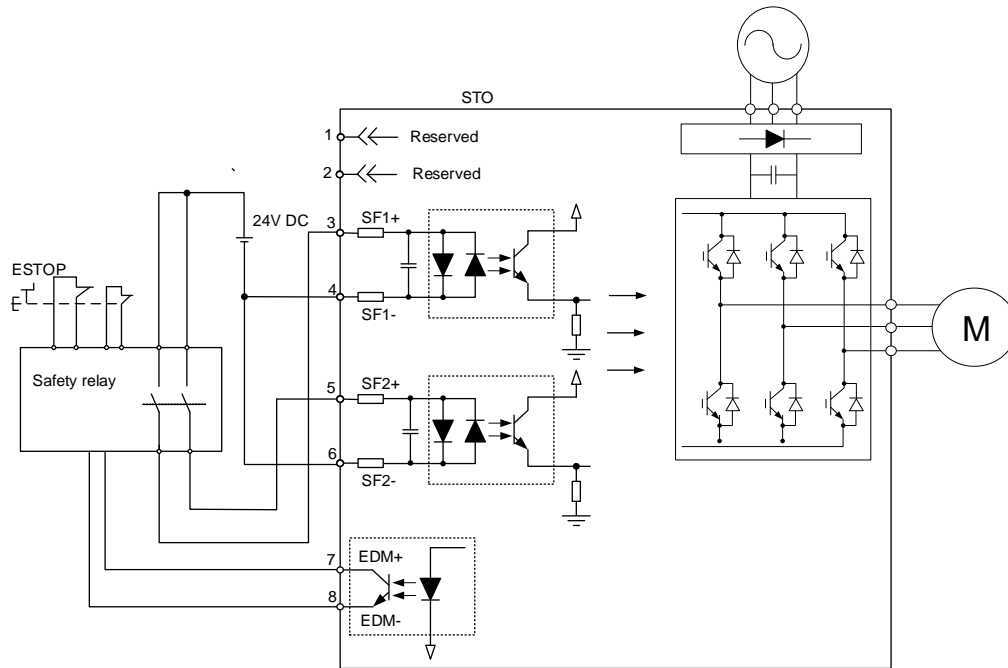 STO
1
Reserved
2
Reserved
24V DC
3
SF1+
ESTOP
4
SF1-
Safety relay
5
SF2+
6
SF2-
7
EDM+
8
EDM-
M